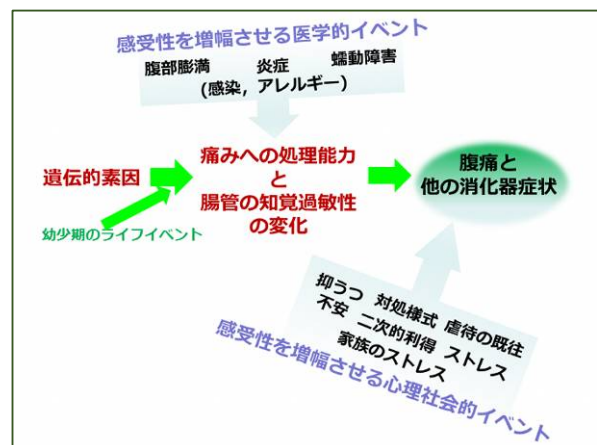 感受性を増幅させる医学的イベント
腹部膨満　炎症　蠕動障害
(感染，アレルギー)
遺伝的素因
幼少期のライフイベント
痛みへの処理能力
と
腸管の知覚過敏性
の変化
腹痛と
他の消化器症状
抑うつ　対処様式　虐待の既往
不安　二次的利得　ストレス
家族のストレス
感受性を増幅させる心理社会的イベント